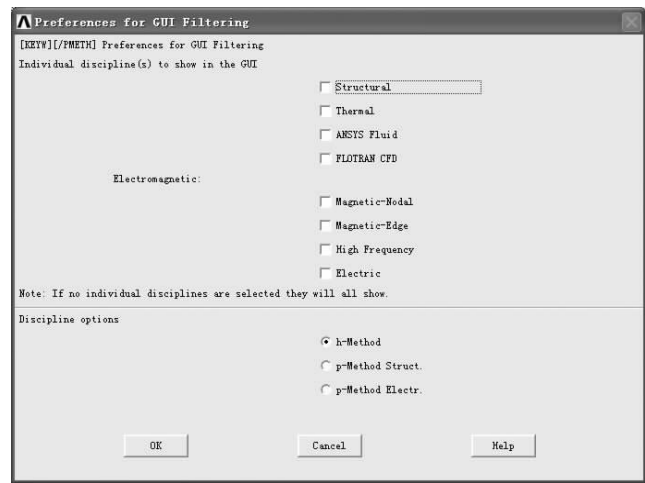 Preferences for GUI Filtering
[KEYW][/PMETH] Preferences for GUI Filtering
Individual discipline(s) to show in the GUI
Structural
Thermal
ANSYS Fluid
FLOTRAN CFD
Electromagnetic:
Magnetic-Nodal
Magnetic-Edge
High Frequency
Electric
Note: If no individual disciplines are selected they will all show.
Discipline options
h-Method
p-Method Struct.
p-Method Electr.
OK Cancel Help